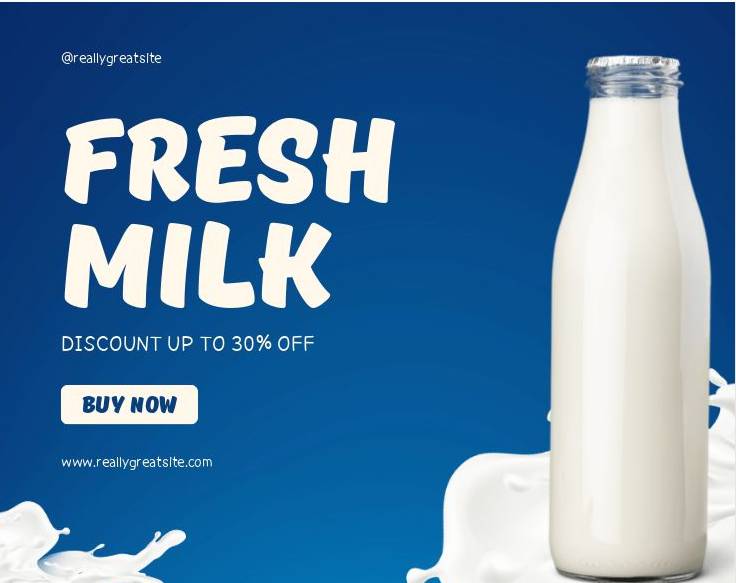 @reallygreatsite
FRESH
MILK
DISCOUNT UP TO 30% OFF
BUY NOW
www.reallygreatsite.com